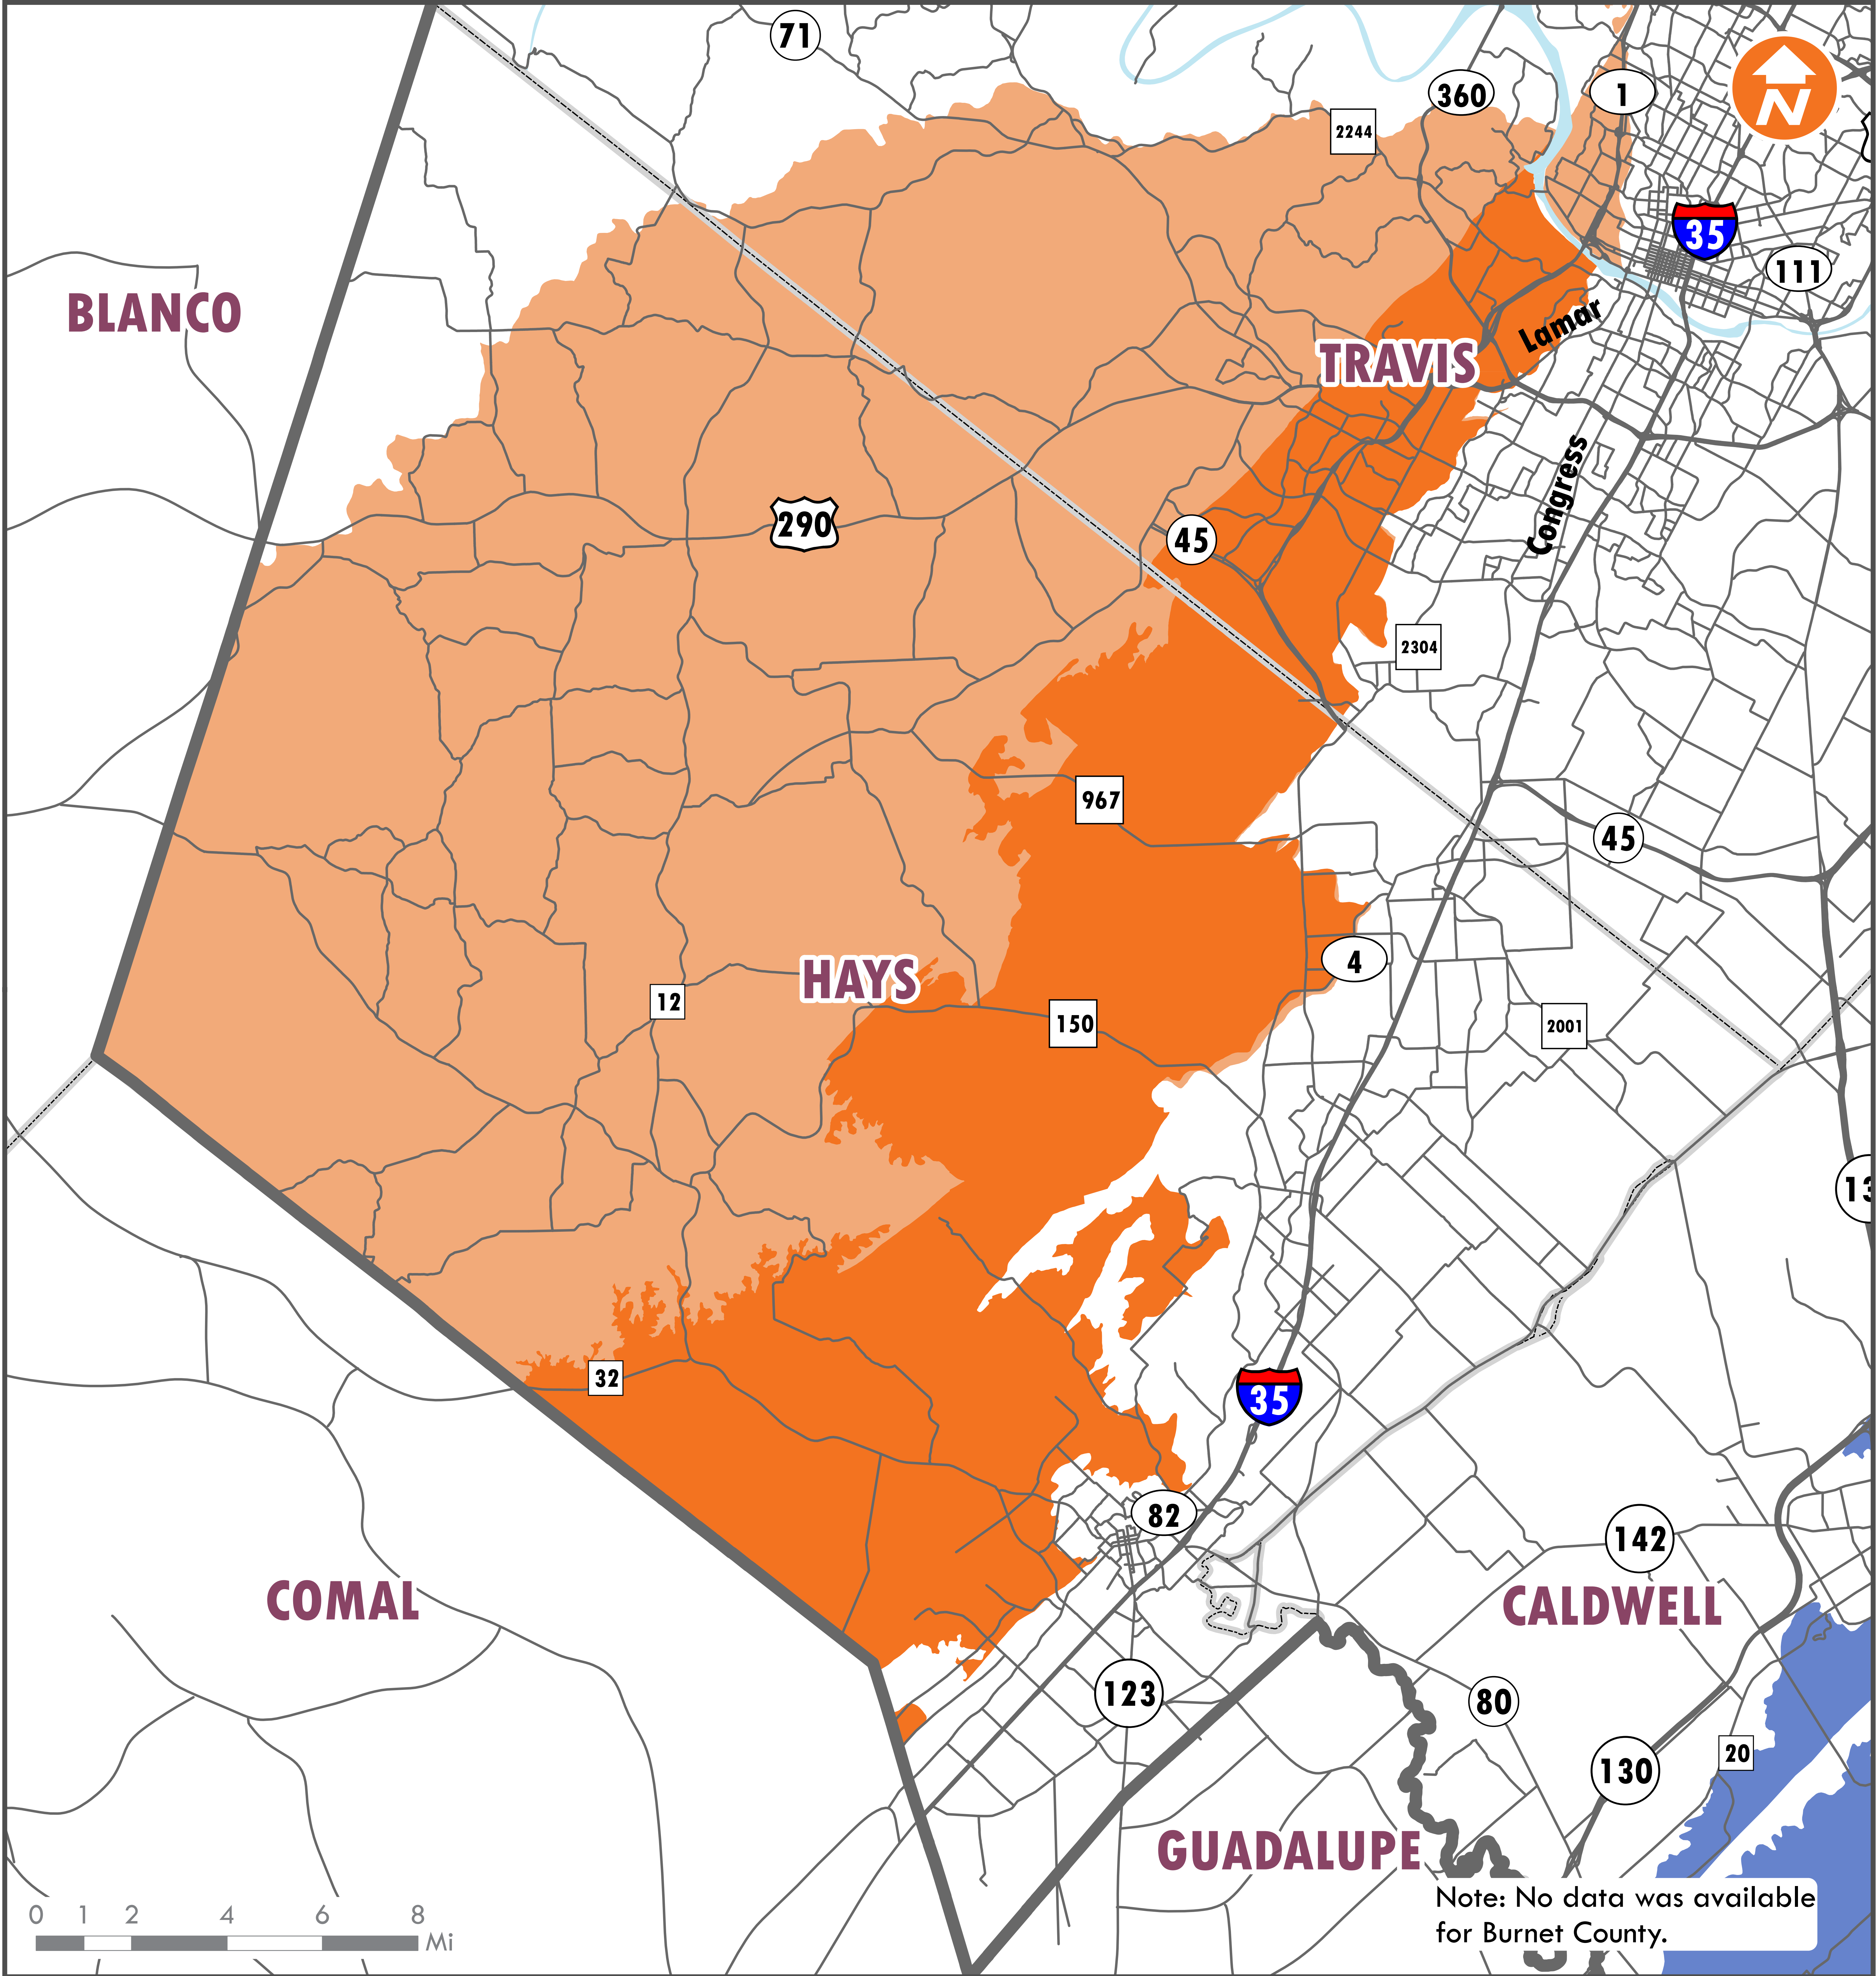 71
360
1
N
2244
35
111
BLANCO
Lamar
TRAVIS
Congress
290
45
2304
967
45
HAYS
4
12
150
2001
13
32
35
82
142
COMAL
CALDWELL
123
80
20
130
GUADALUPE
Note: No data was available
for Burnet County.
0 1 2 4 6 8
Mi